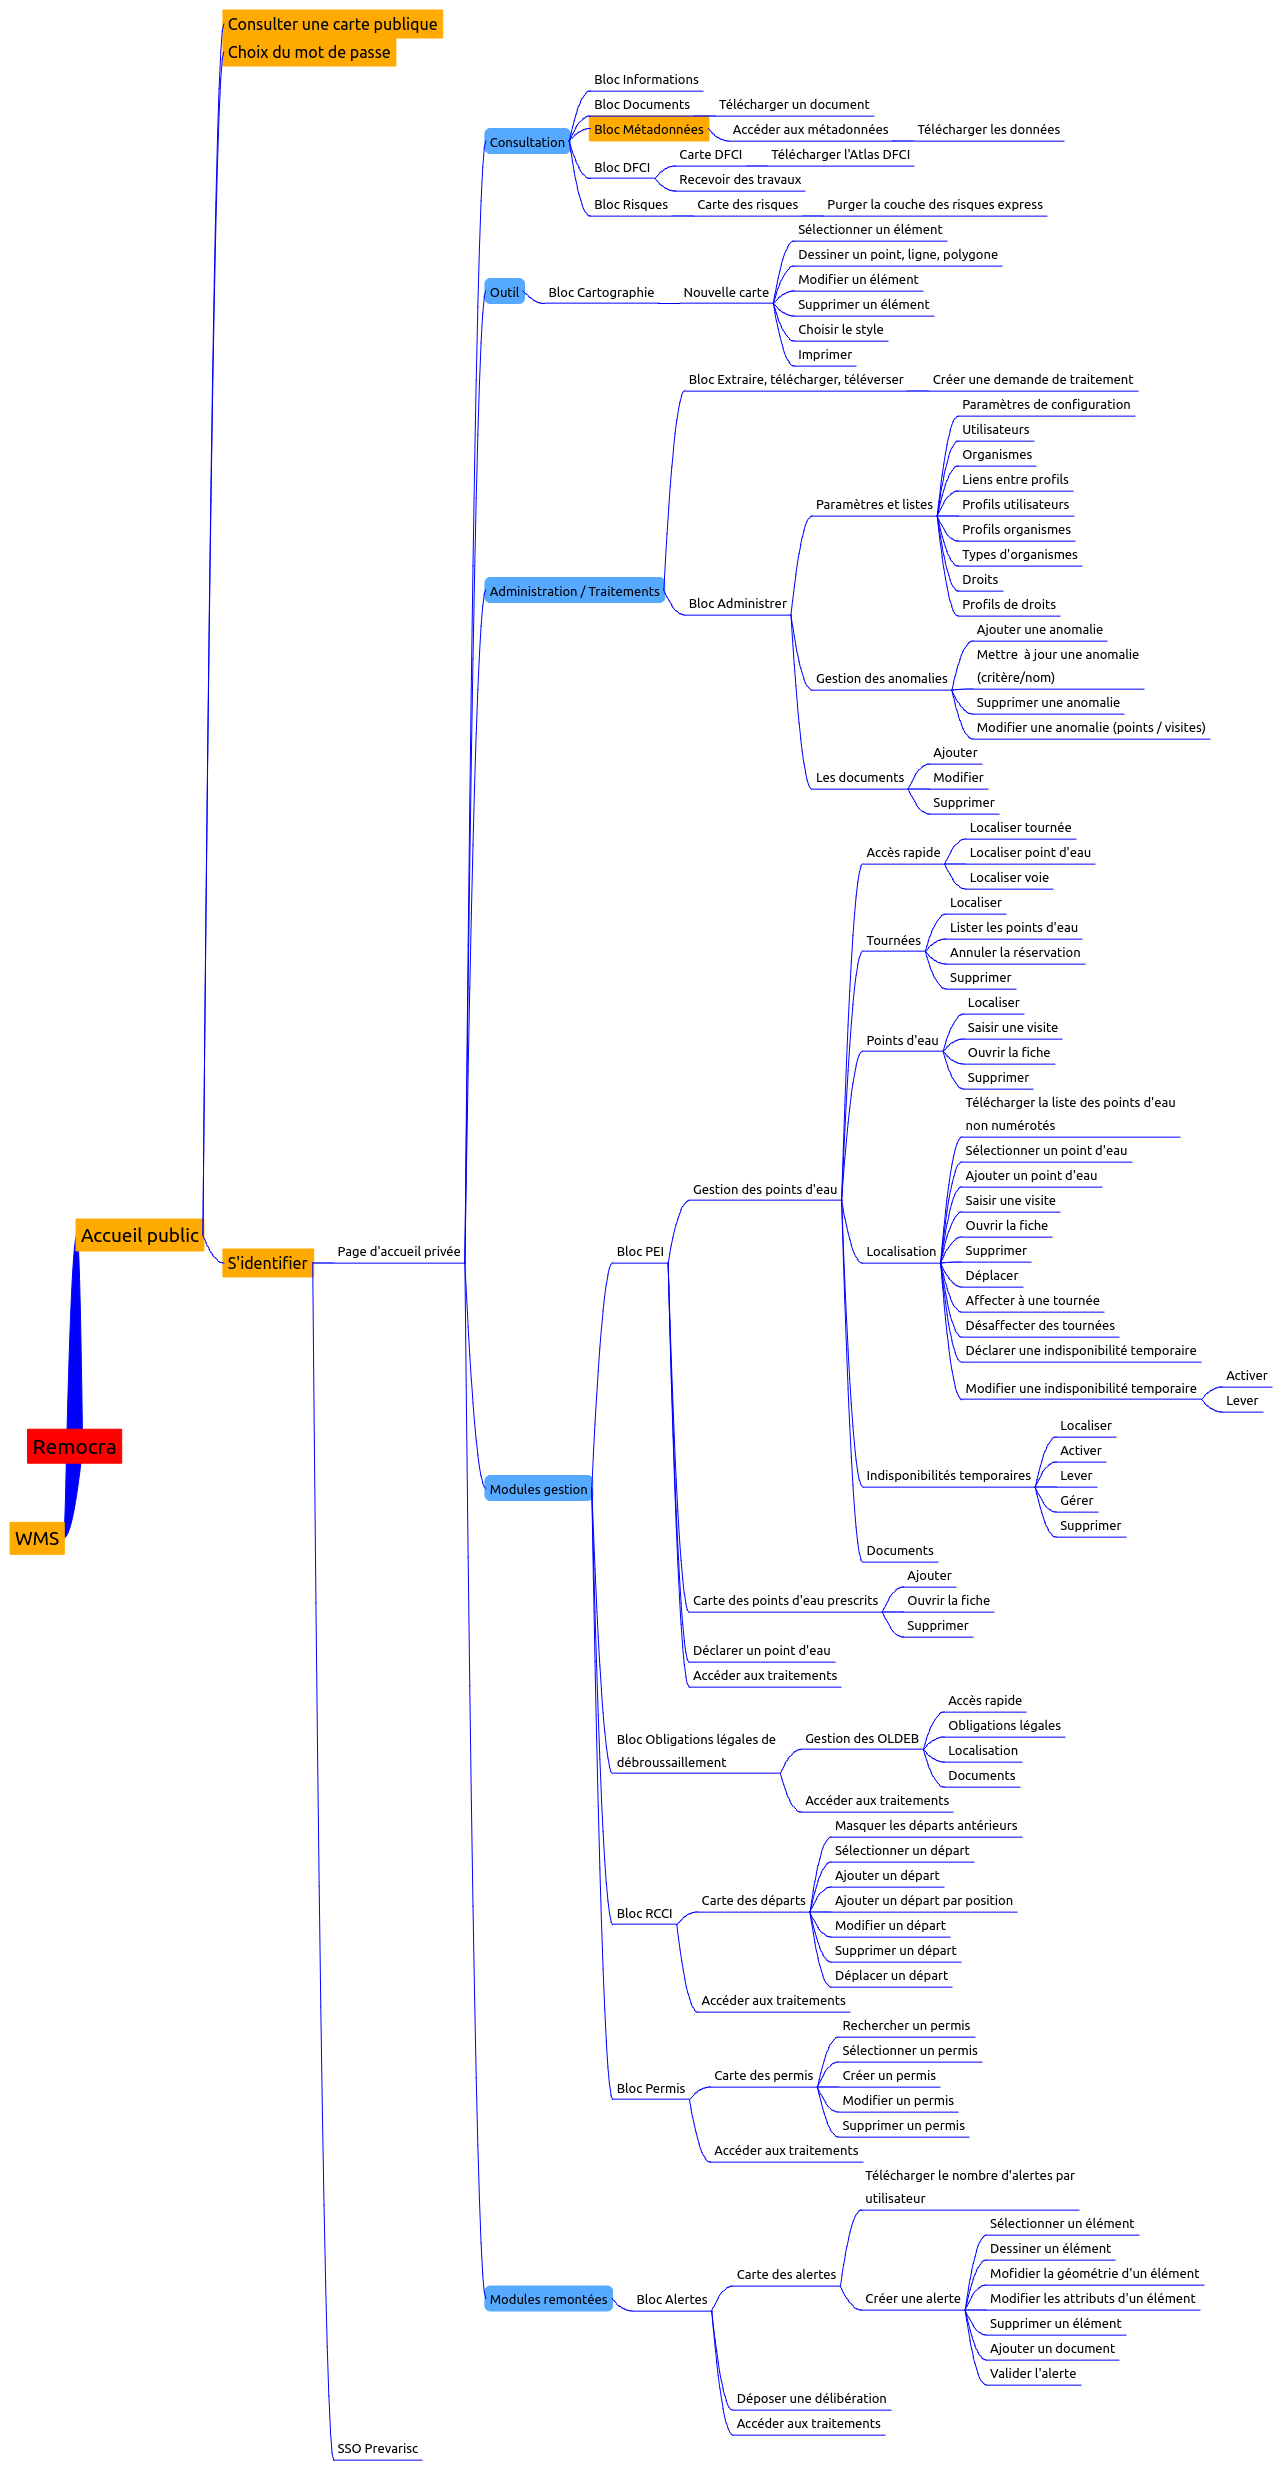 Consulter une carte publique
Choix du mot de passe
Bloc Informations
Bloc Documents
Télécharger un document
Bloc Métadonnées
Accéder aux métadonnées
Télécharger les données
Consultation
Carte DFCI
Télécharger l'Atlas DFCI
Bloc DFCI
Recevoir des travaux
Bloc Risques
Carte des risques
Purger la couche des risques express
Sélectionner un élément
Dessiner un point, ligne, polygone
Modifier un élément
Outil
Bloc Cartographie
Nouvelle carte
Supprimer un élément
Choisir le style
Imprimer
Bloc Extraire, télécharger, téléverser
Créer une demande de traitement
Paramètres de configuration
Utilisateurs
Organismes
Liens entre profils
Paramètres et listes
Profils utilisateurs
Profils organismes
Types d'organismes
Droits
Administration / Traitements
Bloc Administrer
Profils de droits
Ajouter une anomalie
Mettre  à jour une anomalie
(critère/nom)
Gestion des anomalies
Supprimer une anomalie
Modifier une anomalie (points / visites)
Ajouter
Les documents
Modifier
Supprimer
Localiser tournée
Accès rapide
Localiser point d'eau
Localiser voie
Localiser
Lister les points d'eau
Tournées
Annuler la réservation
Supprimer
Localiser
Saisir une visite
Points d'eau
Ouvrir la fiche
Supprimer
Télécharger la liste des points d'eau
non numérotés
Sélectionner un point d'eau
Ajouter un point d'eau
Gestion des points d'eau
Saisir une visite
Ouvrir la fiche
Accueil public
S'identifier
Page d'accueil privée
Bloc PEI
Localisation
Supprimer
Déplacer
Affecter à une tournée
Désaffecter des tournées
Déclarer une indisponibilité temporaire
Modifier une indisponibilité temporaire
Activer
Lever
Localiser
Remocra
Activer
Indisponibilités temporaires
Lever
Modules gestion
Gérer
Supprimer
WMS
Documents
Ajouter
Carte des points d'eau prescrits
Ouvrir la fiche
Supprimer
Déclarer un point d'eau
Accéder aux traitements
Accès rapide
Obligations légales
Bloc Obligations légales de
débroussaillement
Gestion des OLDEB
Localisation
Documents
Accéder aux traitements
Masquer les départs antérieurs
Sélectionner un départ
Ajouter un départ
Carte des départs
Ajouter un départ par position
Bloc RCCI
Modifier un départ
Supprimer un départ
Déplacer un départ
Accéder aux traitements
Rechercher un permis
Sélectionner un permis
Carte des permis
Créer un permis
Bloc Permis
Modifier un permis
Supprimer un permis
Accéder aux traitements
Télécharger le nombre d'alertes par
utilisateur
Sélectionner un élément
Dessiner un élément
Carte des alertes
Mofidier la géométrie d'un élément
Modules remontées
Bloc Alertes
Créer une alerte
Modifier les attributs d'un élément
Supprimer un élément
Ajouter un document
Valider l'alerte
Déposer une délibération
Accéder aux traitements
SSO Prevarisc